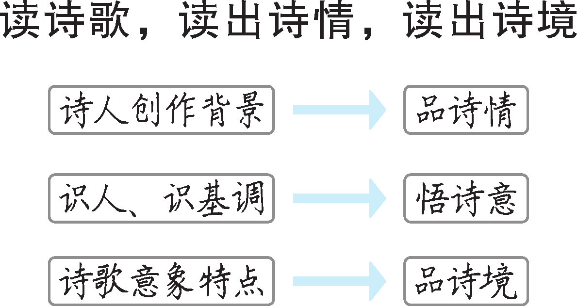 读诗歌，读出诗情，读出诗境
诗人创作背景 品诗情
识人、识基调 悟诗意
诗歌意象特点 品诗境